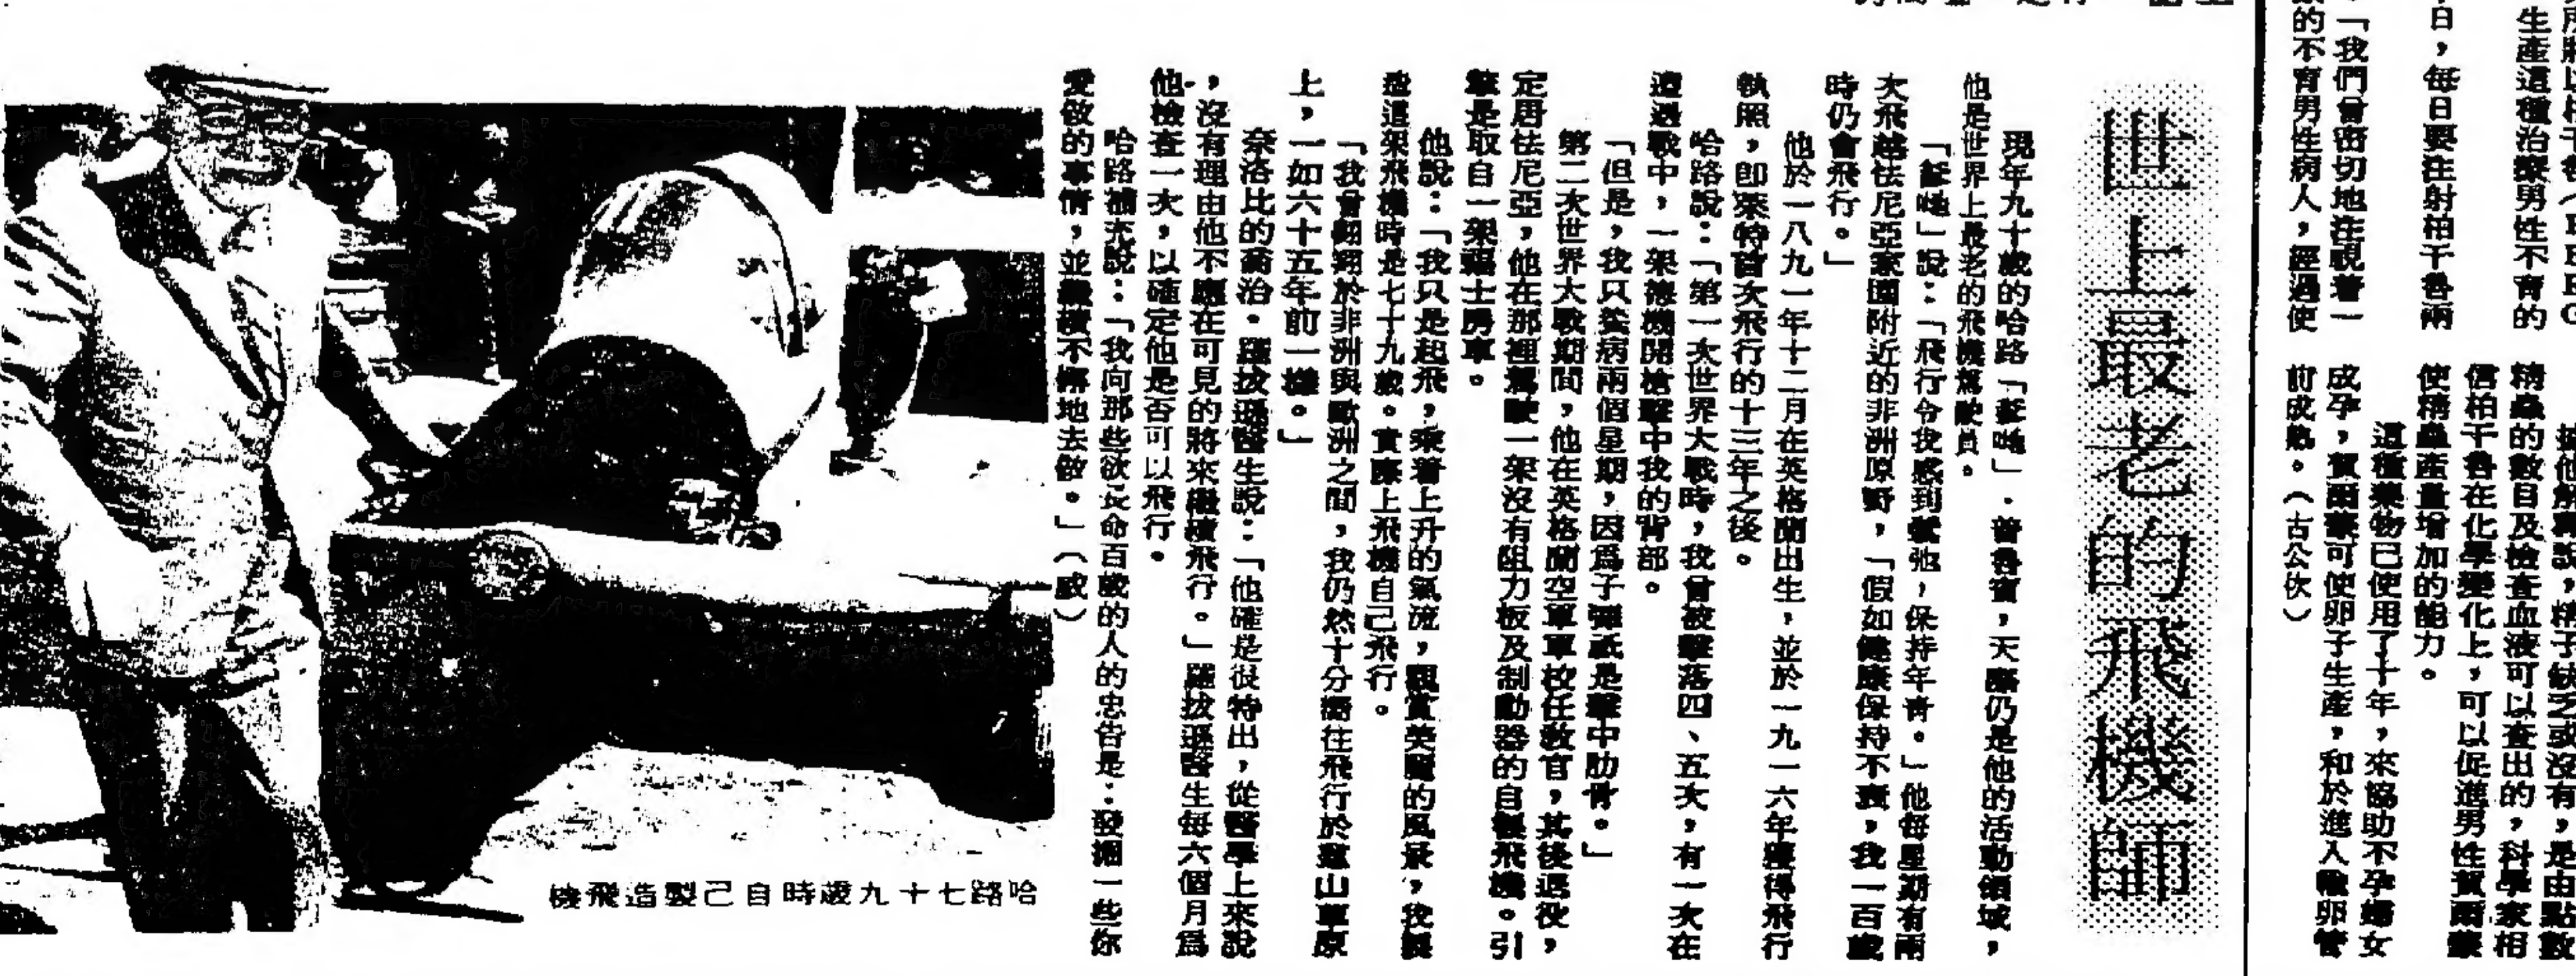 世上最老的飛機師
現年九十歲的哈路「」・普魯實，天際仍是他的活動領域，
他是世界上最老的飛機駕駛員。
「」說：「飛行令我感到鬆弛，保持年青。」他每星期有兩
次飛越怯尼亞家園附近的非洲原野，「假如健康保持不衰，我一百歲
時仍會飛行。」
他於一八九一年十二月在英格蘭出生，並於一九一六年獲得飛行
執照，即萊特首次飛行的十三年之後。
哈路說：「第一次世界大戰時，我曾被擊落四、五次，有一次在
遭遇戰中，一架德機開槍擊中我的背部。
「但是，我只養病兩個星期，因為子彈祇是擊中肋骨。」
第二次世界大戰期間，他在英格蘭空軍軍校任教官，其後退役，
定居怯尼亞，他在那裡駕駛一架沒有阻力板及制動器的自製飛機。引
擎是取自一架福士房車。
他說：「我只是起飛，乘着上升的氣流，觀賞美麗的風景，我製
造這架飛機時是七十九歲。實際上飛機自己飛行。
「我會翺翔於非洲與歐洲之間，我仍然十分嚮往飛行於 山草原
上，一如六十五年前一樣。」
奈洛比的喬治・羅拔遜醫生說：「他確是很特出，從醫學上來說
，沒有理由他不應在可見的將來繼續飛行。」羅拔遜醫生每六個月為
他檢查一次，以確定他是否可以飛行。
哈路補充說：「我向那些欲長命百歲的人的忠告是：發掘一些你
愛做的事情，並繼續不懈地去做。」（威）
哈路七十九歲時自己製造飛機
生產這種治療男性不育的
日，每日要注射柏干魯兩
「我們曾密切地注視着一
的不育男性病人，經過使
精蟲的數目及檢查血液可以查出的，科學家相
信柏干魯在化學變化上，可以促進男性賀爾蒙
使精蟲產量增加的能力。
這種藥物已使用了十年，來協助不孕婦女
成孕，賀爾蒙可使卵子生產，和於進入輸卵管
前成熟。（古公伙）